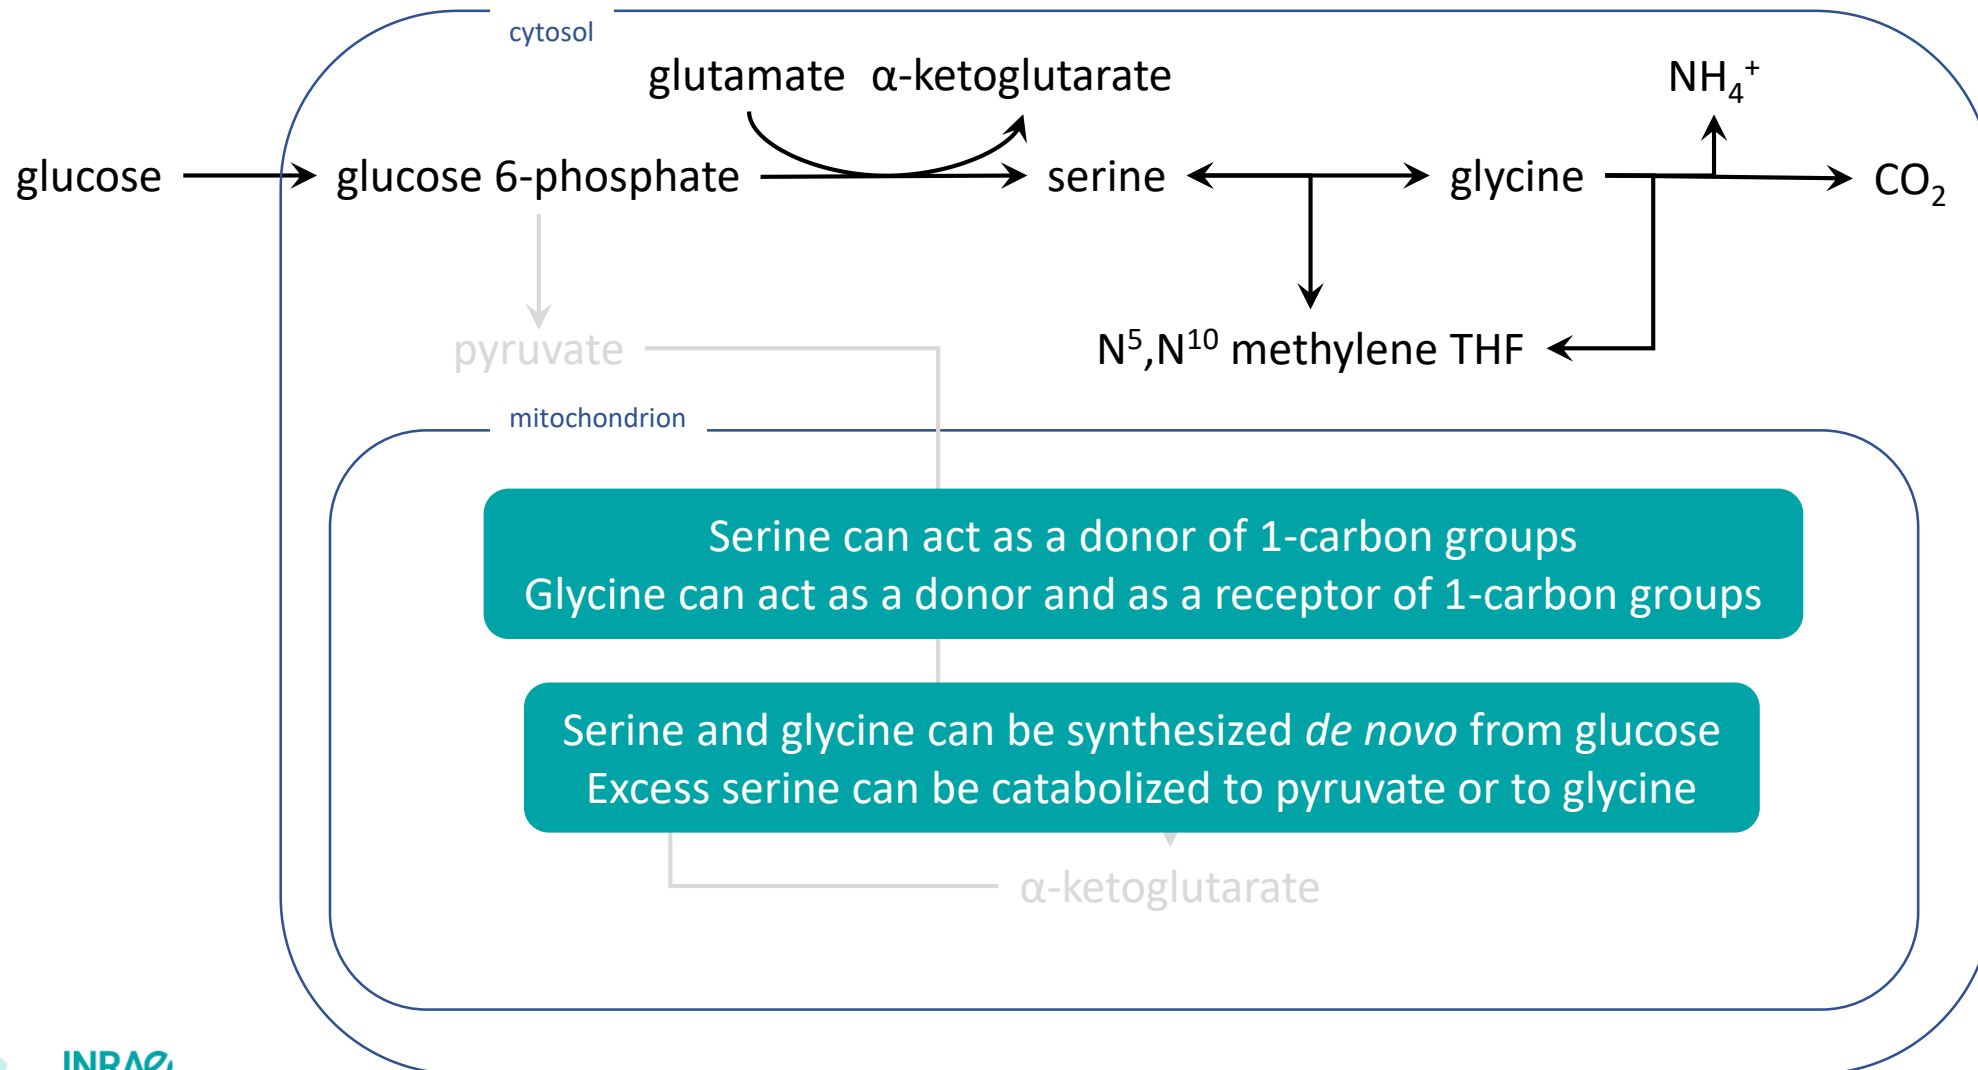 cytosol
glutamate α-ketoglutarate
NH₄⁺
glucose
glucose 6-phosphate
serine
glycine
CO₂
pyruvate
N⁵,N¹⁰ methylene THF
mitochondrion
Serine can act as a donor of 1-carbon groups
Glycine can act as a donor and as a receptor of 1-carbon groups
Serine and glycine can be synthesized de novo from glucose
Excess serine can be catabolized to pyruvate or to glycine
α-ketoglutarate
INRAE